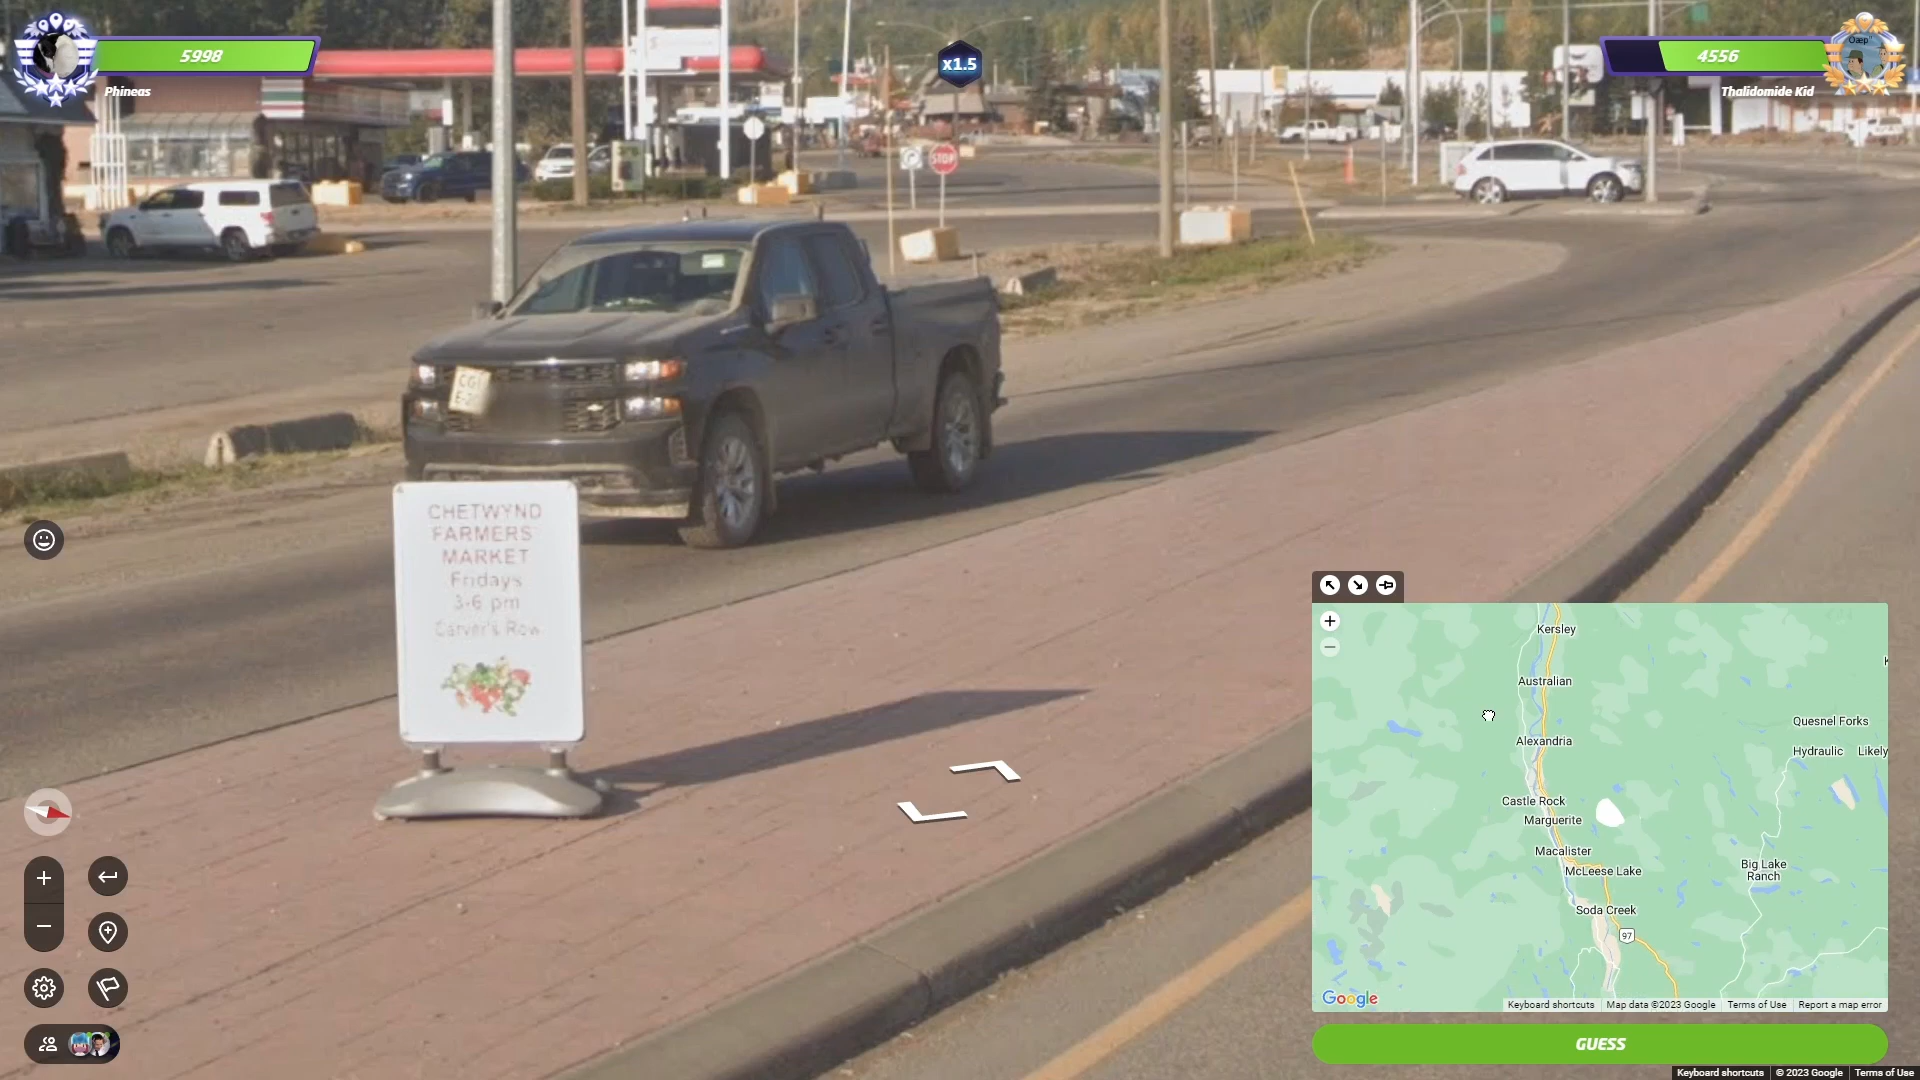 5998
Phineas
x1.5
4556
Thalidomide Kid
STOP
CHETWYND
FARMERS
MARKET
Fridays
3-6 pm
Carver's Row
Kersley
Australian
Quesnel Forks
Alexandria
Hydraulic
Likely
Castle Rock
Marguerite
Macalister
McLeese Lake
Big Lake
Ranch
Soda Creek
97
Google
Keyboard shortcuts
Map data ©2023 Google
Terms of Use
Report a map error
GUESS
Keyboard shortcuts
© 2023 Google
Terms of Use